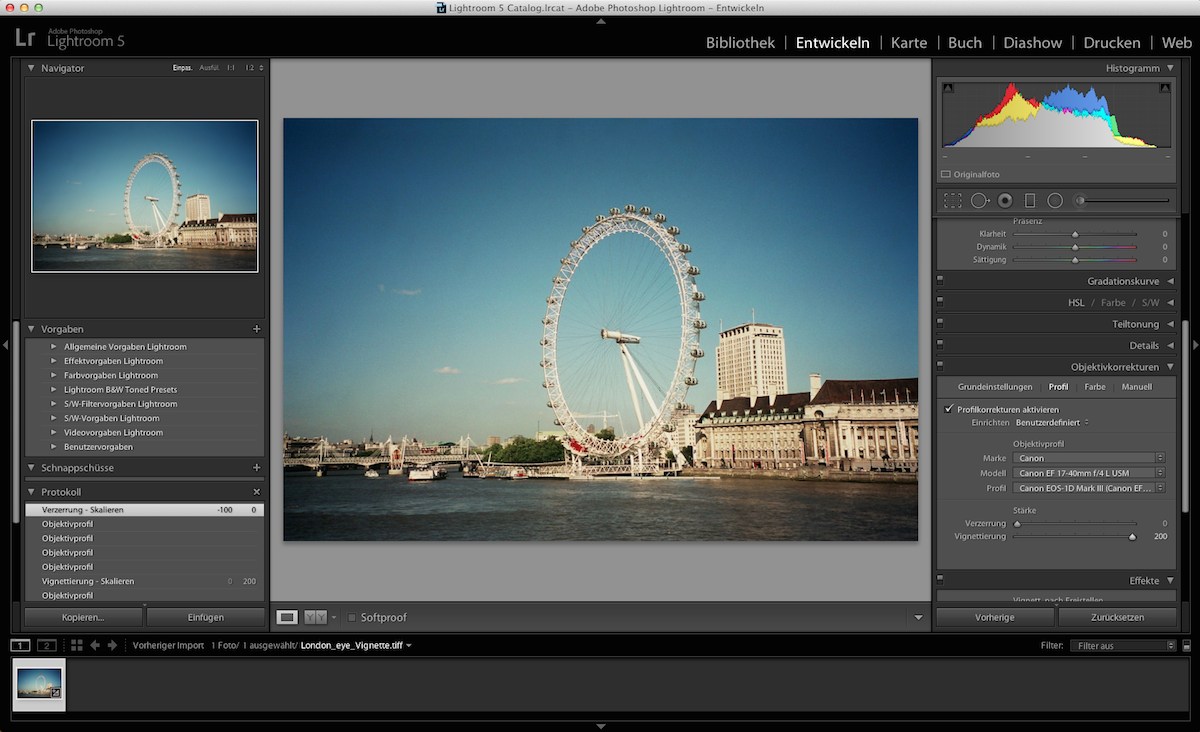 Lightroom 5 Catalog.lrcat – Adobe Photoshop Lightroom – Entwickeln
Lr Adobe Photoshop
Lightroom 5
Bibliothek | Entwickeln | Karte | Buch | Diashow | Drucken | Web
Navigator Einpas. Ausfül. 1:1 1:2
Vorgaben +
Allgemeine Vorgaben Lightroom
Effektvorgaben Lightroom
Farbvorgaben Lightroom
Lightroom B&W Toned Presets
S/W-Filtervorgaben Lightroom
S/W-Vorgaben Lightroom
Videovorgaben Lightroom
Benutzervorgaben
Schnappschüsse +
Protokoll ×
Verzerrung - Skalieren -100 0
Objektivprofil
Objektivprofil
Objektivprofil
Objektivprofil
Vignettierung - Skalieren 0 200
Objektivprofil
Kopieren... Einfügen
YY Softproof
Histogramm
Originalfoto
Präsenz
Klarheit 0
Dynamik 0
Sättigung 0
Gradationskurve
HSL / Farbe / S/W
Teiltonung
Details
Objektivkorrekturen
Grundeinstellungen Profil Farbe Manuell
Profilkorrekturen aktivieren
Einrichten Benutzerdefiniert
Objektivprofil
Marke Canon
Modell Canon EF 17-40mm f/4 L USM
Profil Canon EOS-1D Mark III (Canon EF...
Stärke
Verzerrung 0
Vignettierung 200
Effekte
Vignett. nach Freistellen
Vorherige Zurücksetzen
1 2 Vorheriger Import 1 Foto/ 1 ausgewählt/ London_eye_Vignette.tiff
Filter: Filter aus